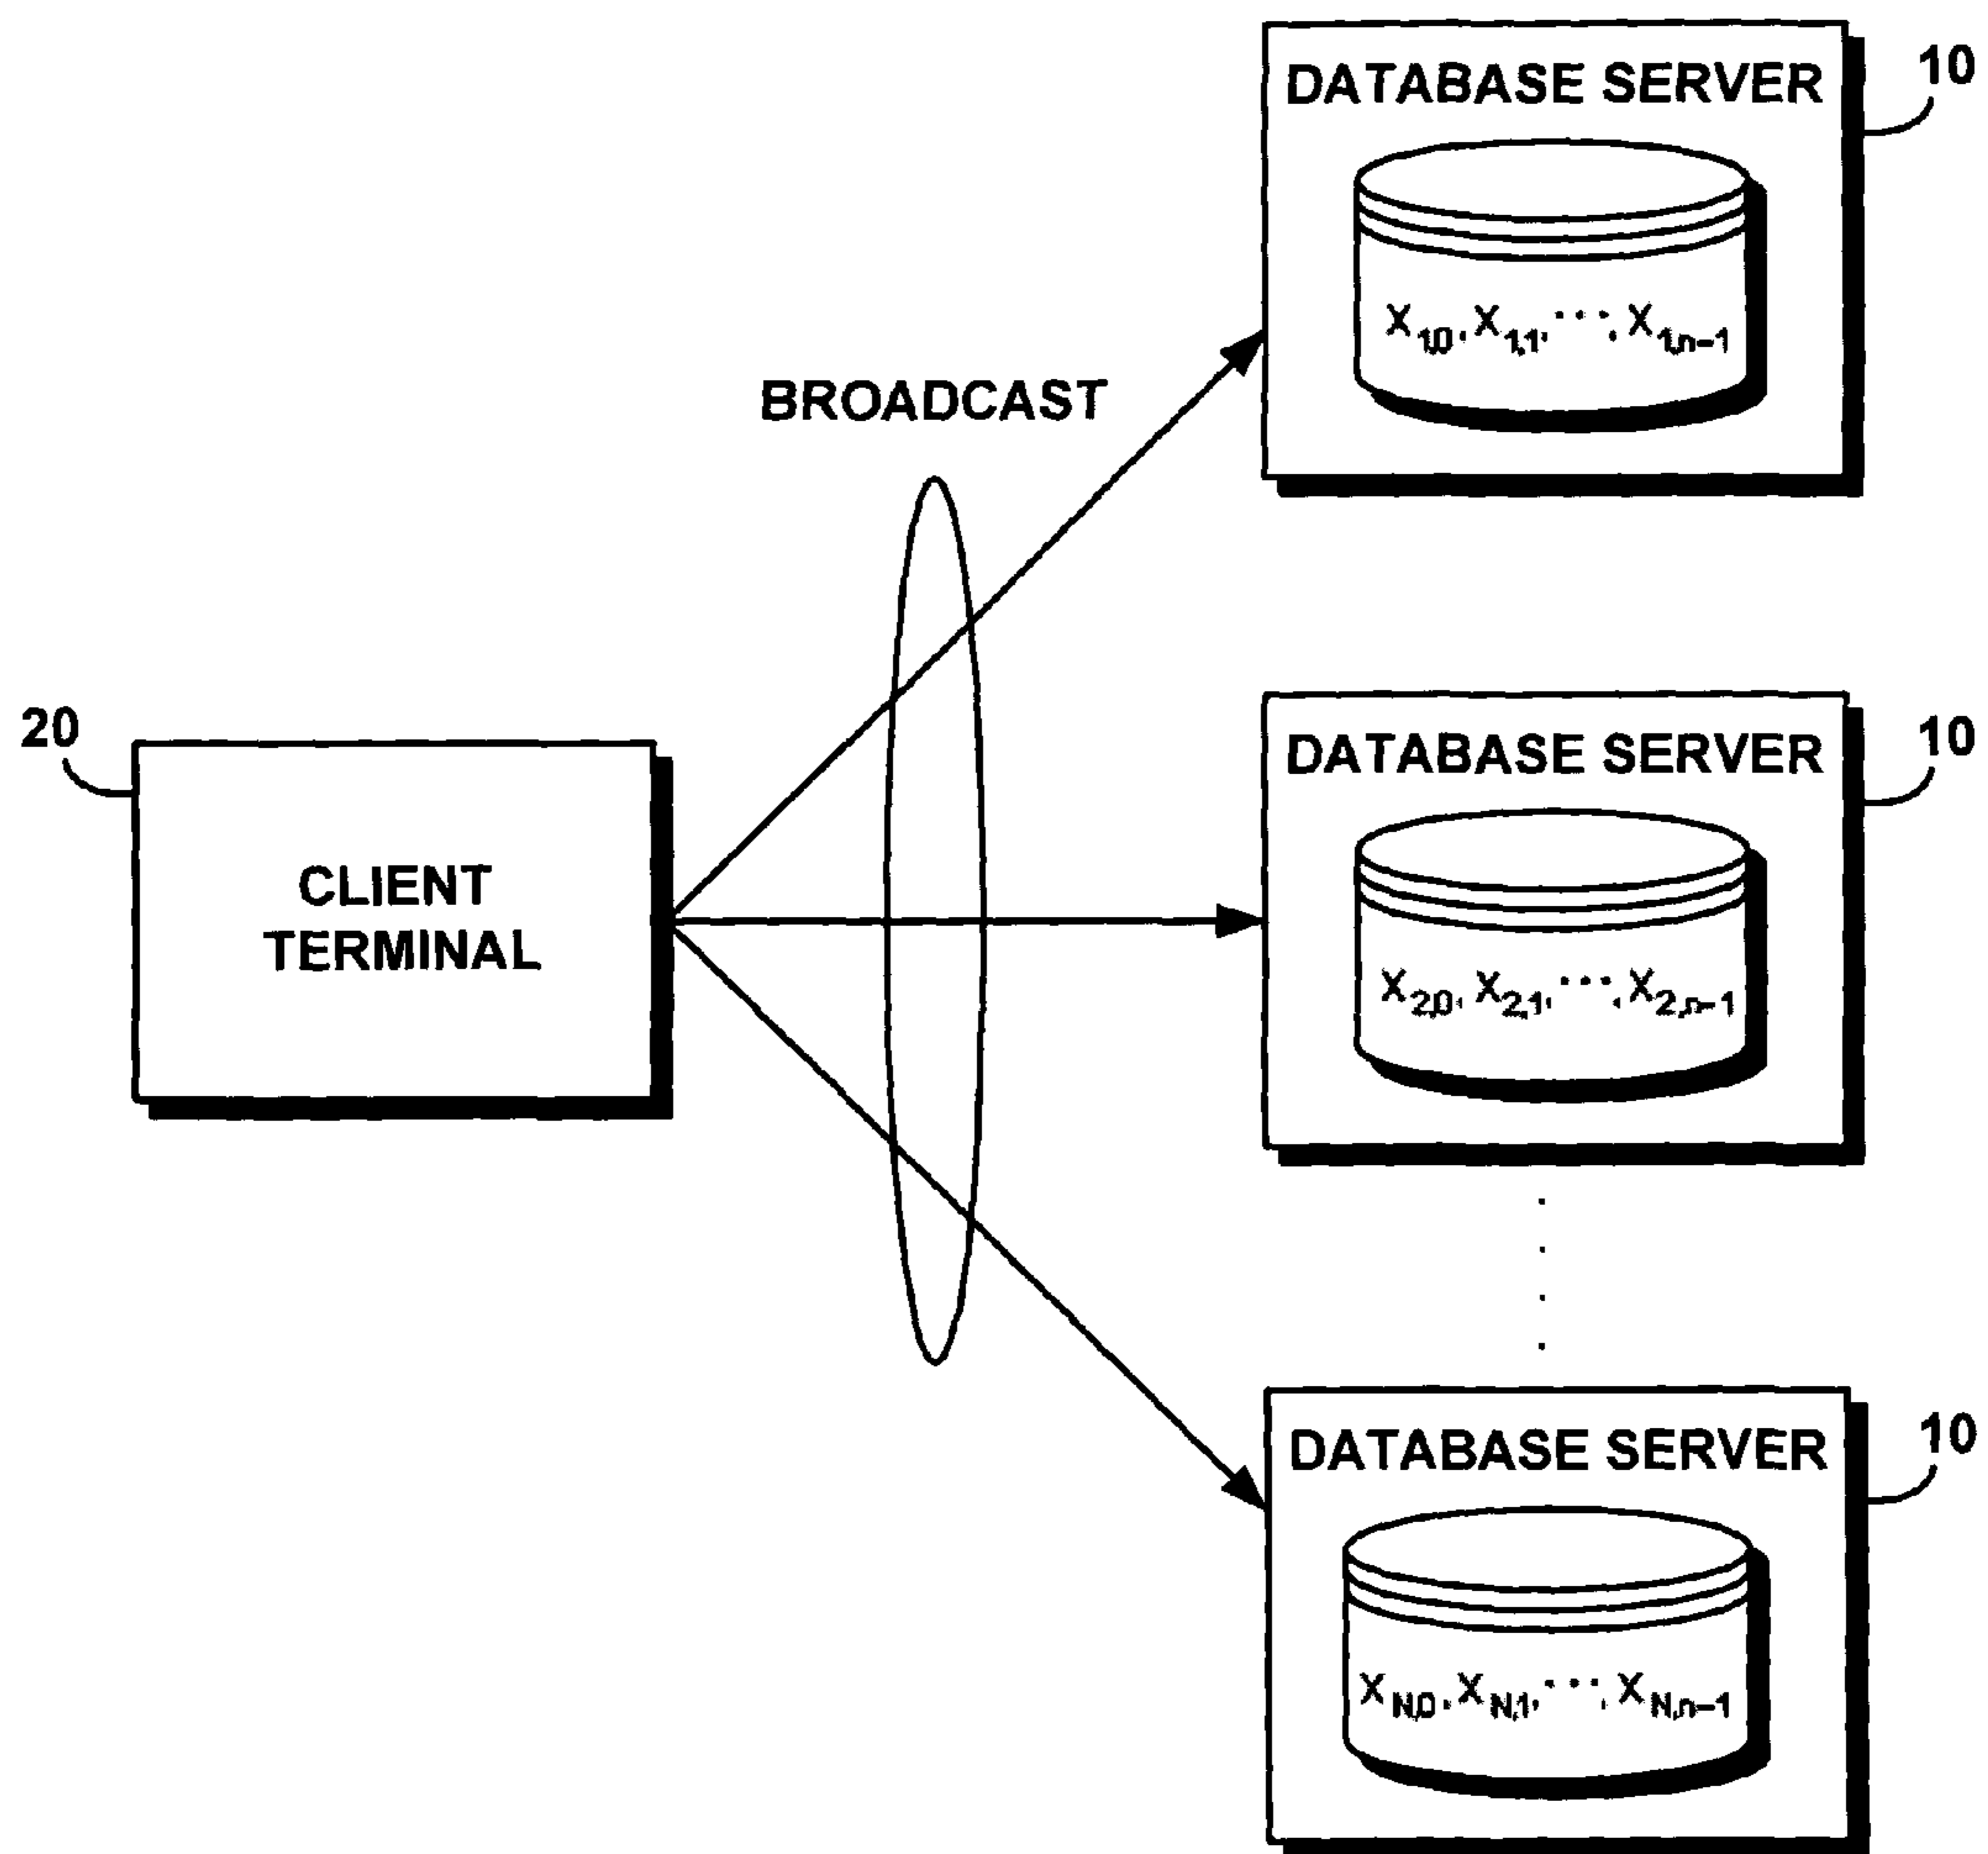 DATABASE SERVER
10
X1,0, X1,1, ···, X1,n−1
BROADCAST
20
CLIENT
TERMINAL
DATABASE SERVER
10
X2,0, X2,1, ···, X2,n−1
DATABASE SERVER
10
XN,0, XN,1, ···, XN,n−1